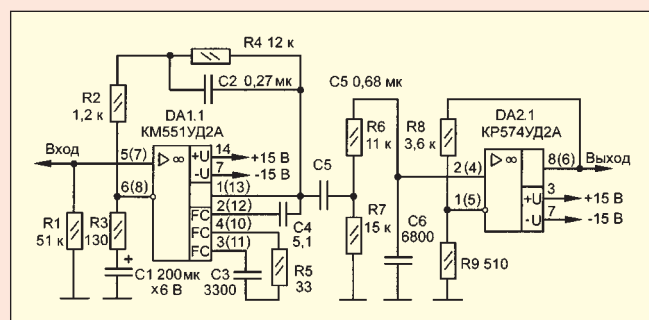 R4 12 к
C2 0,27 мк
C5 0,68 мк
R2
1,2 к
DA1.1
КМ551УД2А
DA2.1
КР574УД2А
Вход
5(7)
▷ ∞
+U
14
+15 В
-U
7
-15 В
6(8)
1(13)
FC
2(12)
FC
4(10)
FC
3(11)
R1
51 к
R3
130
+
C1 200мк
х6 В
C3
3300
C4
5,1
R5
33
C5
R6
11 к
R7
15 к
C6
6800
R8
3,6 к
2(4)
1(5)
▷ ∞
8(6)
Выход
+U
3
+15 В
-U
7
-15 В
R9 510